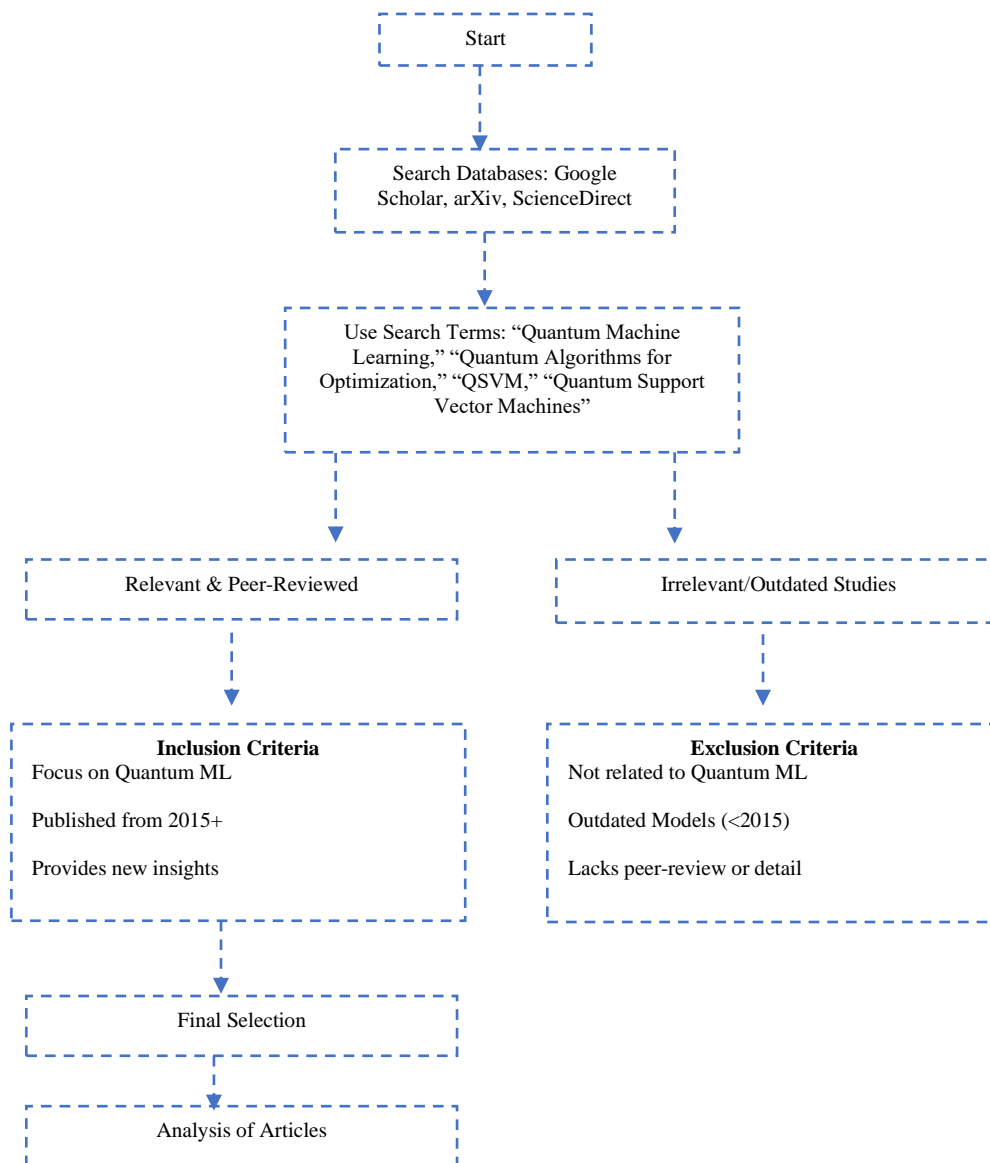 Start
Search Databases: Google
Scholar, arXiv, ScienceDirect
Use Search Terms: “Quantum Machine
Learning,” “Quantum Algorithms for
Optimization,” “QSVM,” “Quantum Support
Vector Machines”
Relevant & Peer-Reviewed
Irrelevant/Outdated Studies
Inclusion Criteria
Focus on Quantum ML
Published from 2015+
Provides new insights
Exclusion Criteria
Not related to Quantum ML
Outdated Models (<2015)
Lacks peer-review or detail
Final Selection
Analysis of Articles